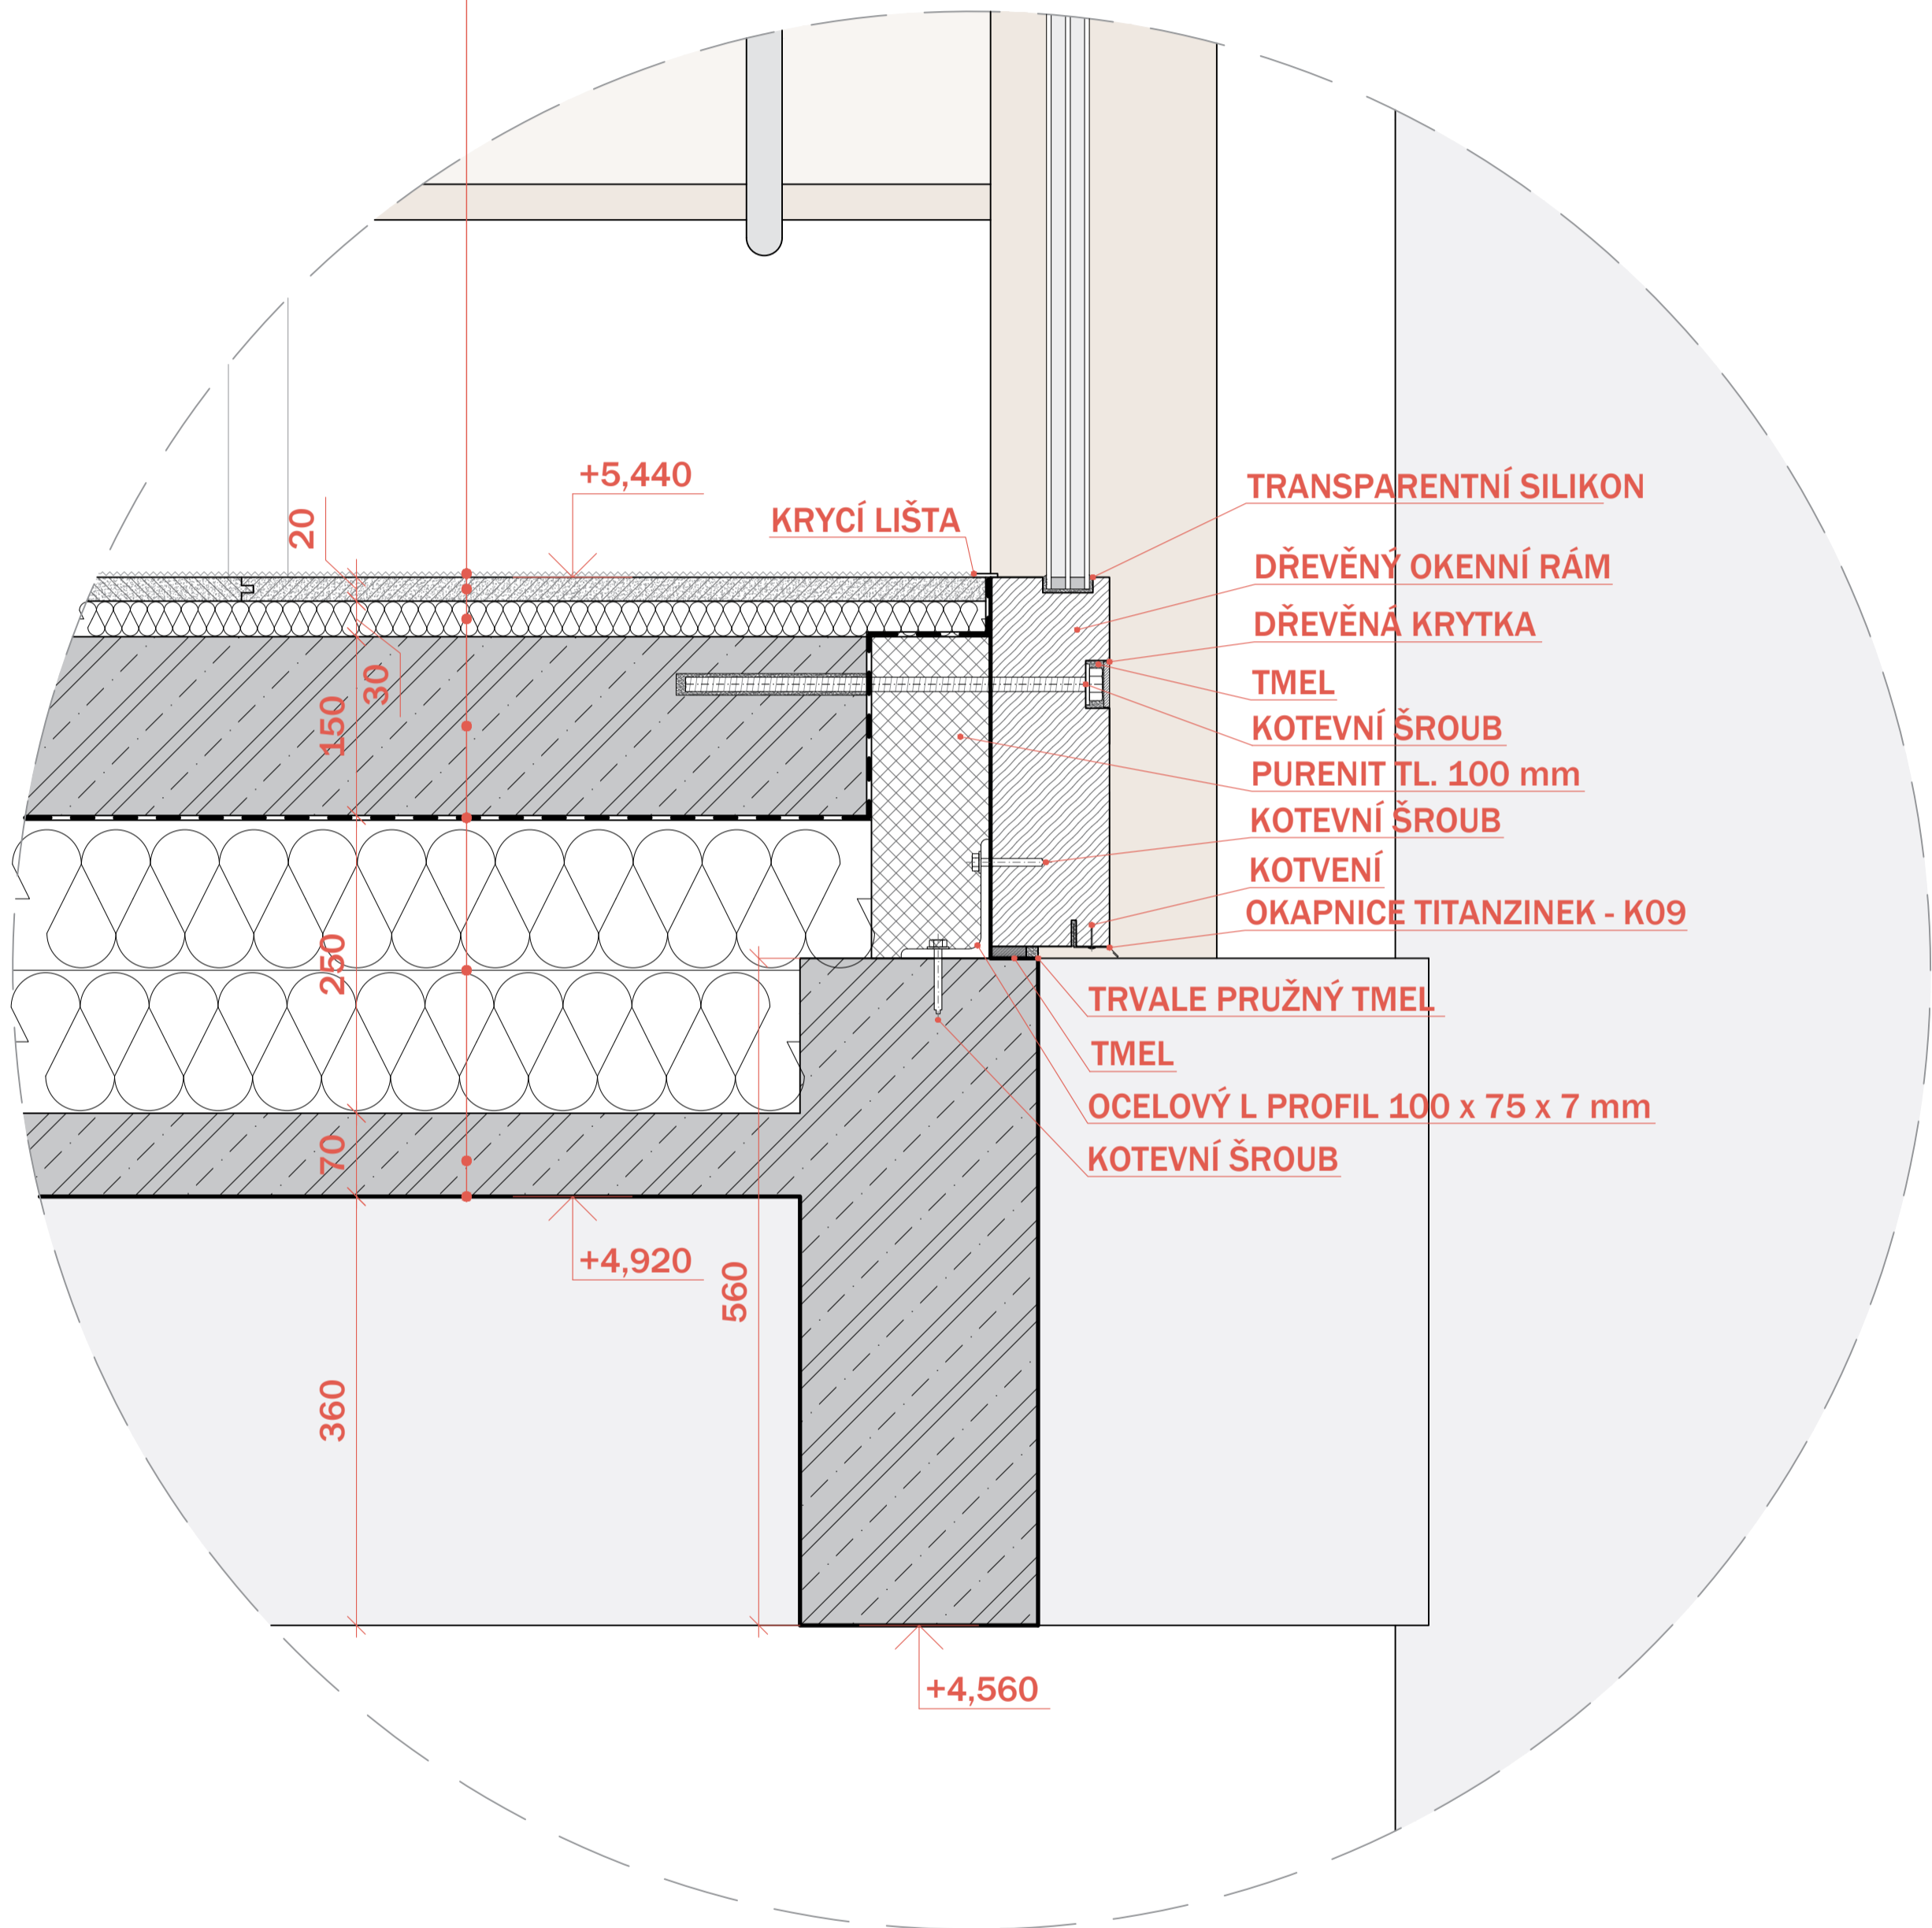 +5,440
20
KRYCÍ LIŠTA
TRANSPARENTNÍ SILIKON
DŘEVĚNÝ OKENNÍ RÁM
DŘEVĚNÁ KRYTKA
TMEL
KOTEVNÍ ŠROUB
PURENIT TL. 100 mm
KOTEVNÍ ŠROUB
KOTVENÍ
OKAPNICE TITANZINEK - K09
30
150
250
TRVALE PRUŽNÝ TMEL
TMEL
OCELOVÝ L PROFIL 100 x 75 x 7 mm
KOTEVNÍ ŠROUB
70
+4,920
560
360
+4,560